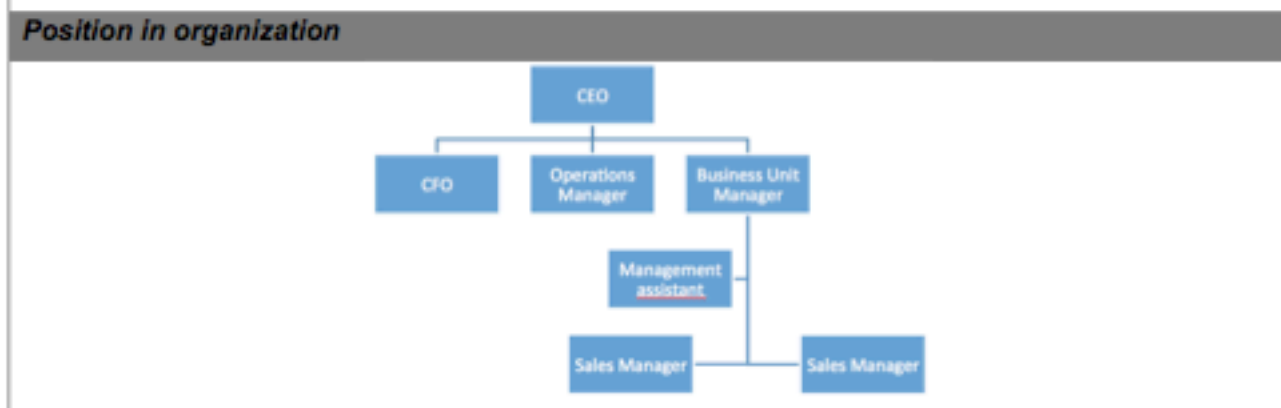 Position in organization
CEO
CFO
Operations
Manager
Business Unit
Manager
Management
assistant
Sales Manager
Sales Manager